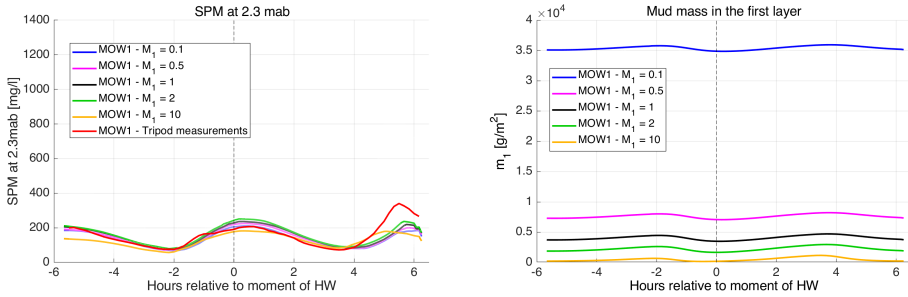 SPM at 2.3 mab
1400
1200
1000
800
600
400
200
0
SPM at 2.3mab [mg/l]
MOW1 - M1 = 0.1
MOW1 - M1 = 0.5
MOW1 - M1 = 1
MOW1 - M1 = 2
MOW1 - M1 = 10
MOW1 - Tripod measurements
-6 -4 -2 0 2 4 6
Hours relative to moment of HW
Mud mass in the first layer
×10^4
4
3.5
3
2.5
2
1.5
1
0.5
0
m1 [g/m2]
MOW1 - M1 = 0.1
MOW1 - M1 = 0.5
MOW1 - M1 = 1
MOW1 - M1 = 2
MOW1 - M1 = 10
-6 -4 -2 0 2 4 6
Hours relative to moment of HW